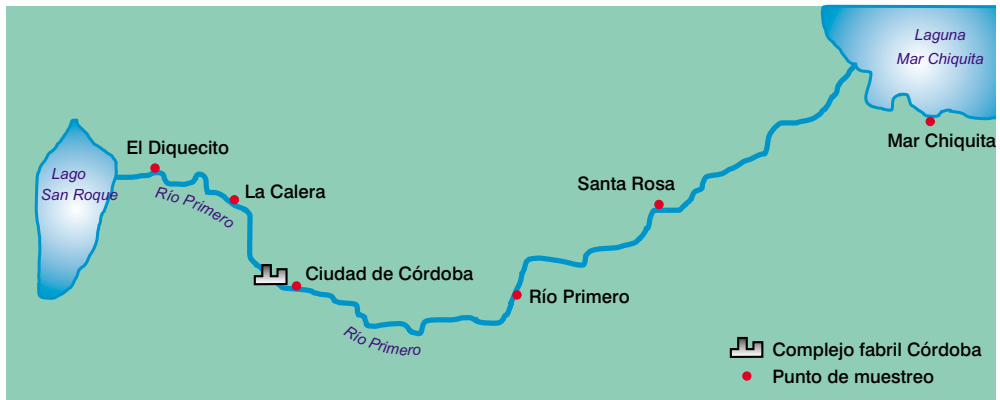 Laguna
Mar Chiquita
Mar Chiquita
El Diquecito
Lago
San Roque
La Calera
Río Primero
Santa Rosa
Ciudad de Córdoba
Río Primero
Río Primero
Complejo fabril Córdoba
Punto de muestreo